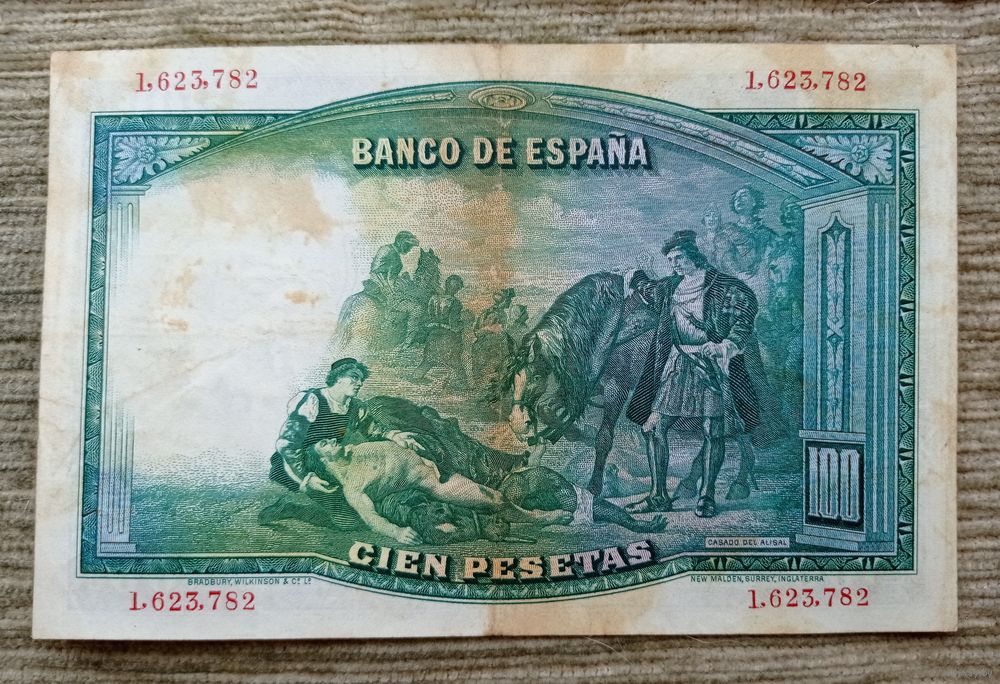 1,623,782 1,623,782
BANCO DE ESPAÑA
100
CASADO DEL ALISAL
CIEN PESETAS
BRADBURY, WILKINSON & Cº Lº NEW MALDEN, SURREY, INGLATERRA
1,623,782 1,623,782